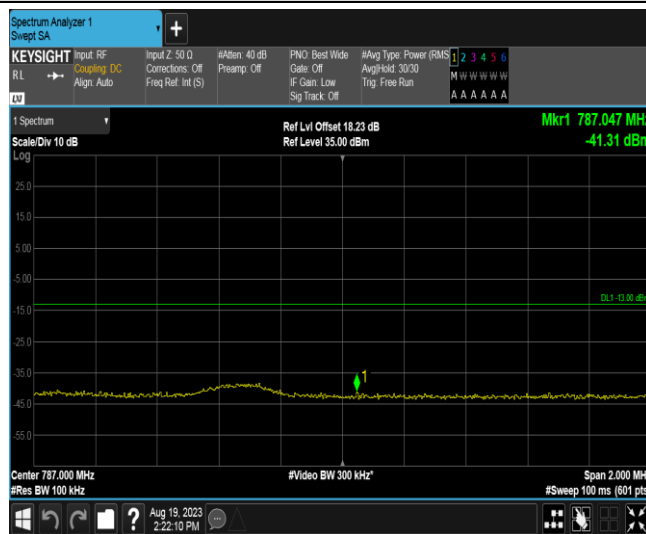 Spectrum Analyzer 1
Swept SA
KEYSIGHT Input: RF Input Z: 50 Ω #Atten: 40 dB PNO: Best Wide #Avg Type: Power (RMS 1 2 3 4 5 6
RL Coupling: DC Corrections: Off Preamp: Off Gate: Off Avg|Hold: 30/30 M W W W W W
Align: Auto Freq Ref: Int (S) IF Gain: Low Trig: Free Run
Sig Track: Off A A A A A A
LXI
1 Spectrum Ref Lvl Offset 18.23 dB Mkr1 787.047 MHz
Scale/Div 10 dB Ref Level 35.00 dBm -41.31 dBm
Log
25.0
15.0
5.00
-5.00
DL1 -13.00 dBm
-15.0
-25.0
-35.0
1
-45.0
-55.0
Center 787.000 MHz #Video BW 300 kHz* Span 2.000 MH
#Res BW 100 kHz #Sweep 100 ms (601 pts
? Aug 19, 2023
2:22:10 PM